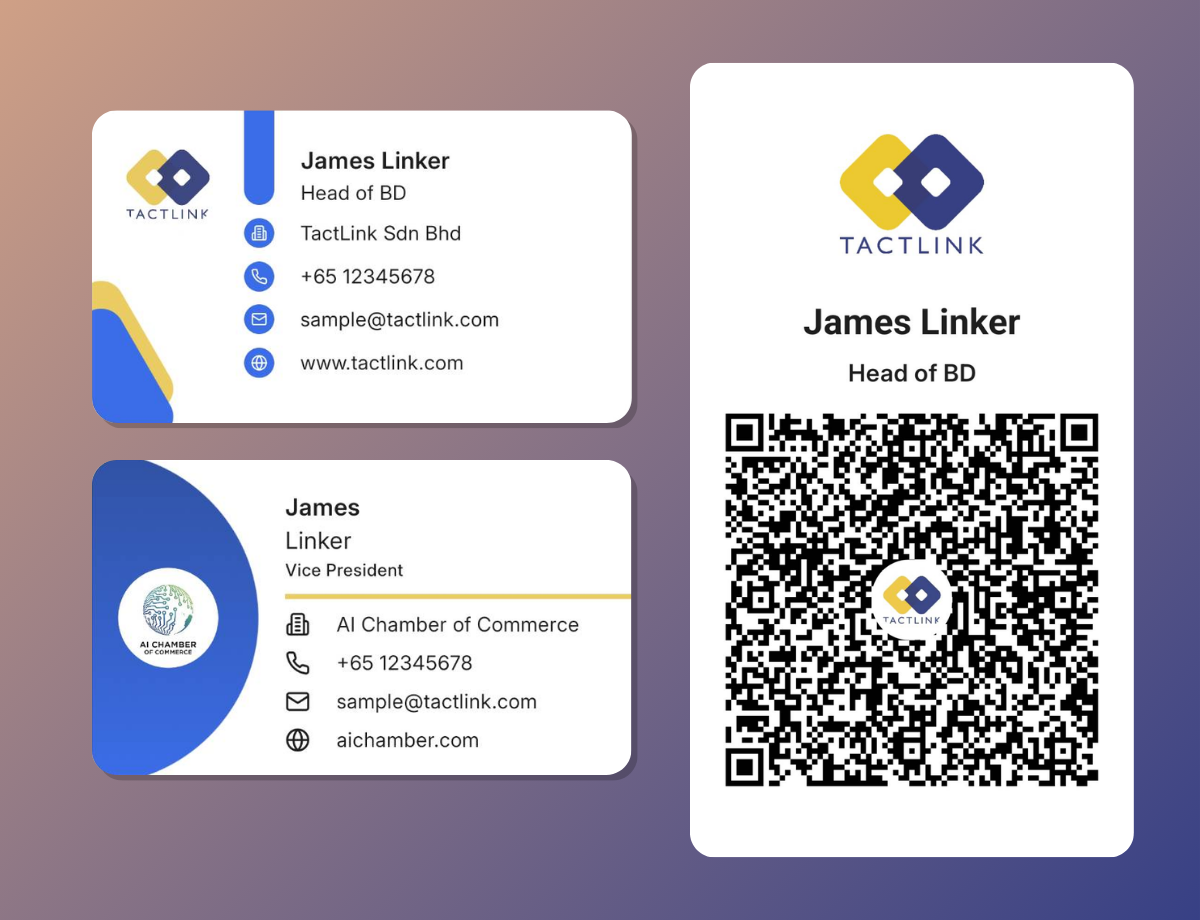 TACTLINK
James Linker
Head of BD
TactLink Sdn Bhd
+65 12345678
sample@tactlink.com
www.tactlink.com
AI CHAMBER
OF COMMERCE
James
Linker
Vice President
AI Chamber of Commerce
+65 12345678
sample@tactlink.com
aichamber.com
TACTLINK
James Linker
Head of BD
TACTLINK